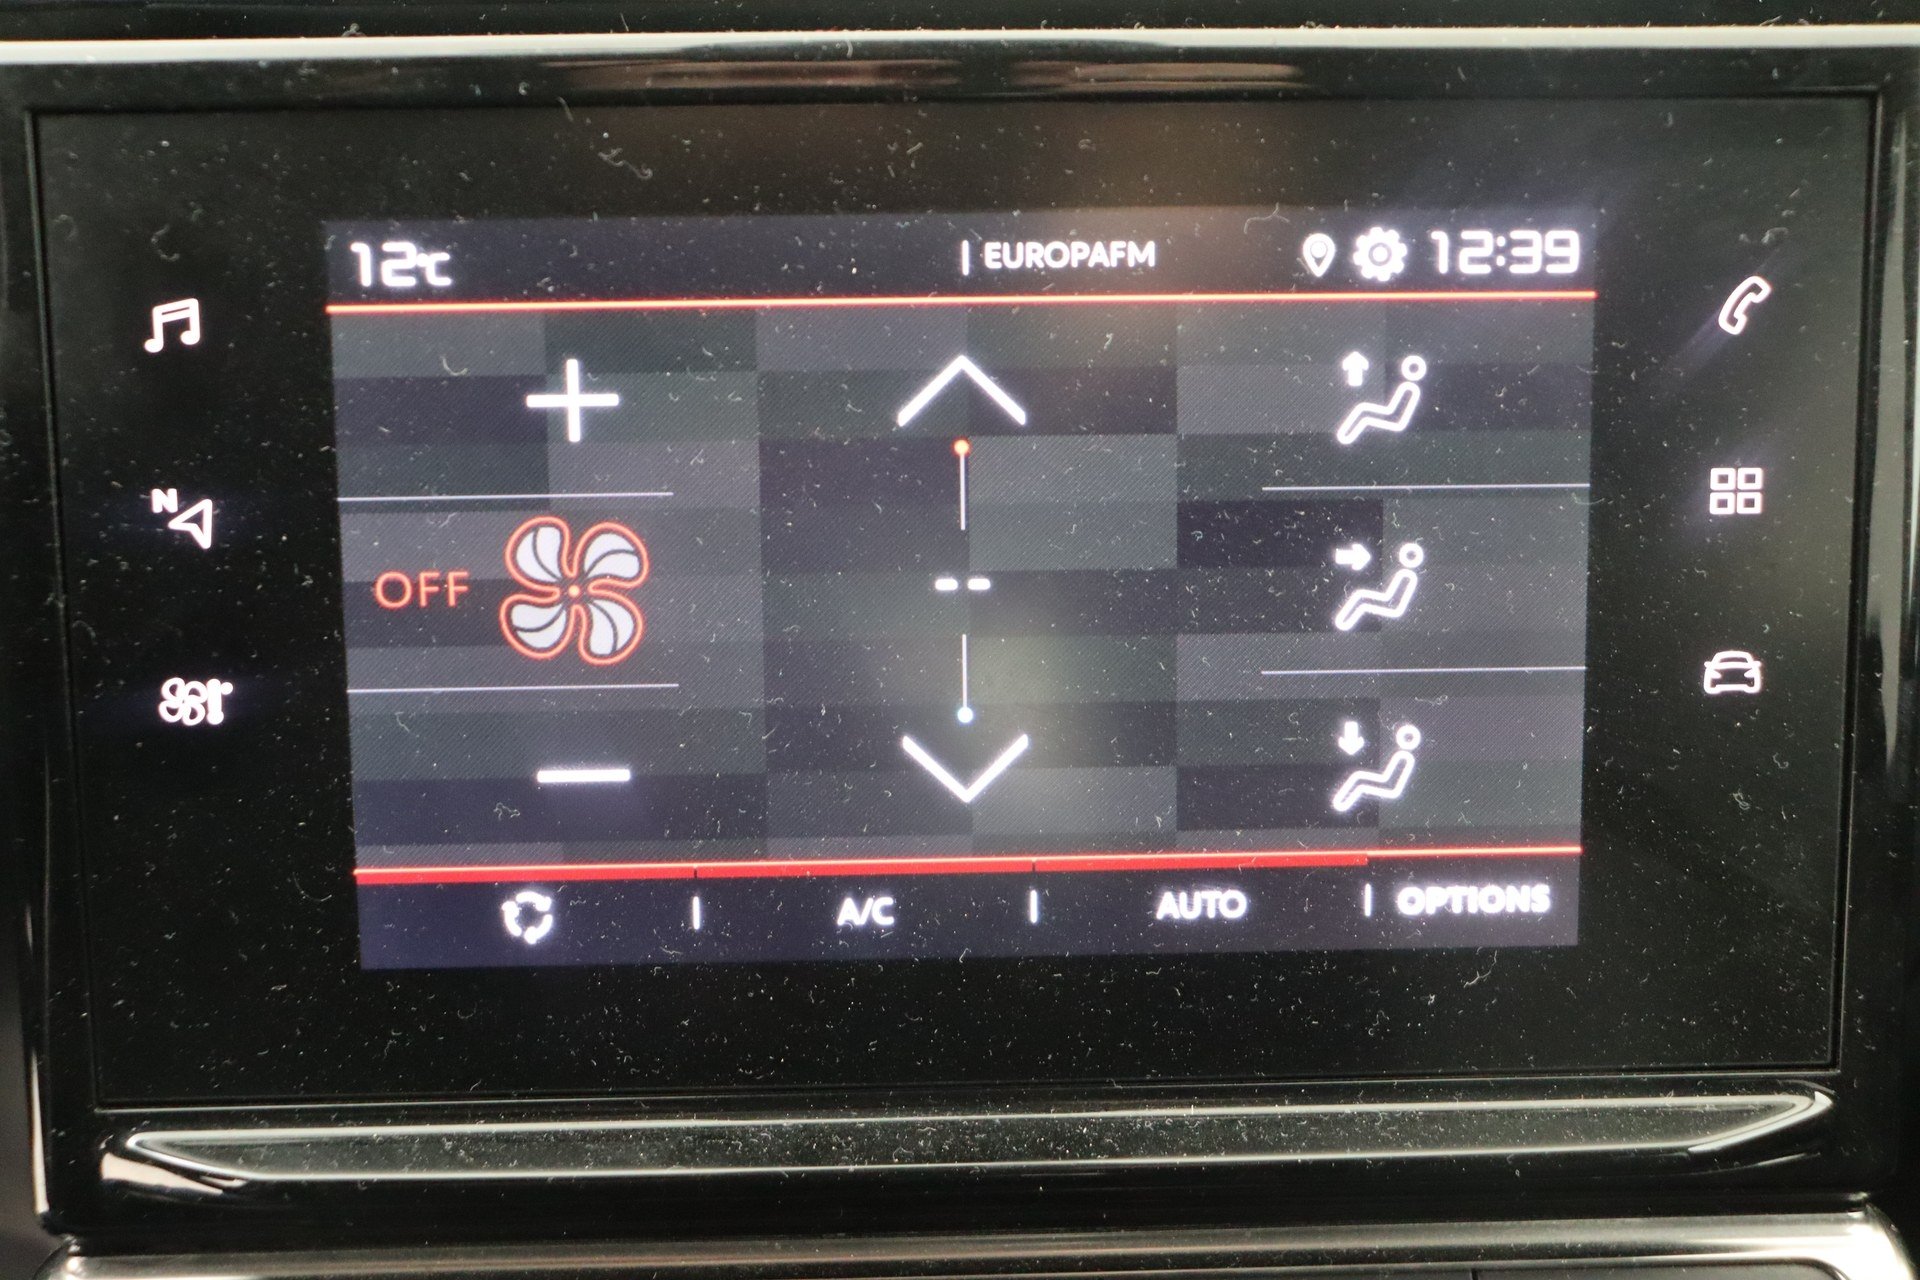 12°C
| EUROPAFM
12:39
N
OFF
--
A/C
AUTO
OPTIONS